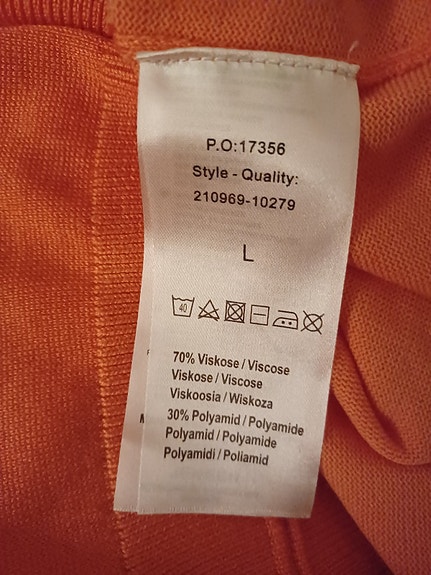 P.O:17356
Style - Quality:
210969-10279
L
40
70% Viskose / Viscose
Viskose / Viscose
Viskoosia / Wiskoza
30% Polyamid / Polyamide
Polyamid / Polyamide
Polyamidi / Poliamid